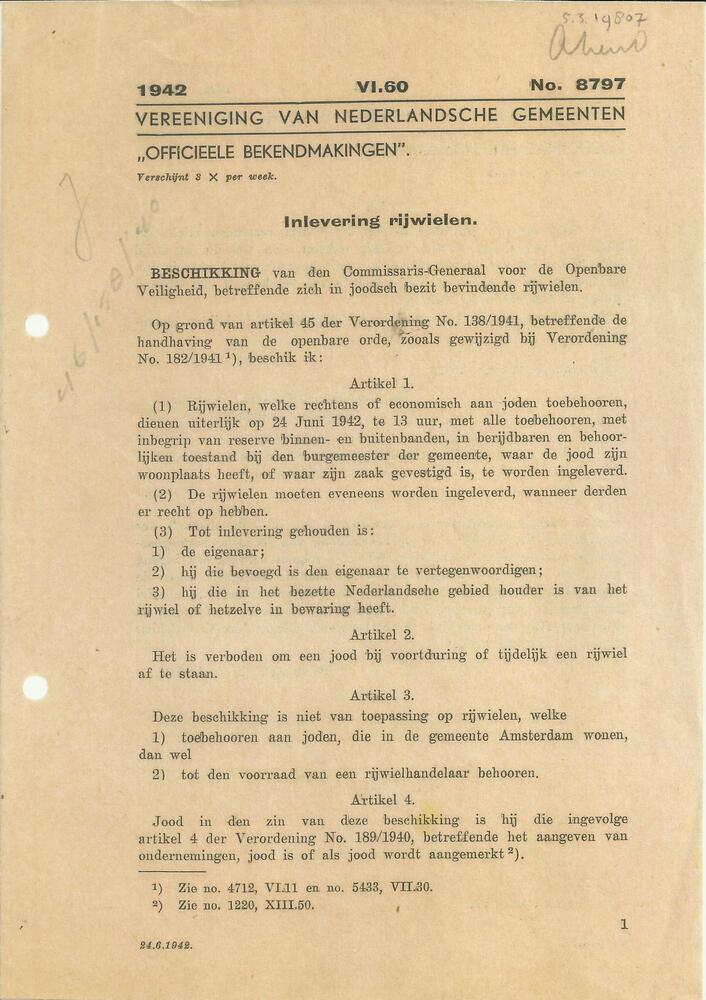 5.3.19807
1942 VI.60 No. 8797
VEREENIGING VAN NEDERLANDSCHE GEMEENTEN
„OFFICIEELE BEKENDMAKINGEN”.
Verschijnt 3 X per week.
Inlevering rijwielen.
BESCHIKKING van den Commissaris-Generaal voor de Openbare
Veiligheid, betreffende zich in joodsch bezit bevindende rijwielen.
Op grond van artikel 45 der Verordening No. 138/1941, betreffende de
handhaving van de openbare orde, zooals gewijzigd bij Verordening
No. 182/1941 ¹), beschik ik:
Artikel 1.
(1) Rijwielen, welke rechtens of economisch aan joden toebehooren,
dienen uiterlijk op 24 Juni 1942, te 13 uur, met alle toebehooren, met
inbegrip van reserve binnen- en buitenbanden, in berijdbaren en behoor-
lijken toestand bij den burgemeester der gemeente, waar de jood zijn
woonplaats heeft, of waar zijn zaak gevestigd is, te worden ingeleverd.
(2) De rijwielen moeten eveneens worden ingeleverd, wanneer derden
er recht op hebben.
(3) Tot inlevering gehouden is:
1) de eigenaar;
2) hij die bevoegd is den eigenaar te vertegenwoordigen;
3) hij die in het bezette Nederlandsche gebied houder is van het
rijwiel of hetzelve in bewaring heeft.
Artikel 2.
Het is verboden om een jood bij voortduring of tijdelijk een rijwiel
af te staan.
Artikel 3.
Deze beschikking is niet van toepassing op rijwielen, welke
1) toebehooren aan joden, die in de gemeente Amsterdam wonen,
dan wel
2) tot den voorraad van een rijwielhandelaar behooren.
Artikel 4.
Jood in den zin van deze beschikking is hij die ingevolge
artikel 4 der Verordening No. 189/1940, betreffende het aangeven van
ondernemingen, jood is of als jood wordt aangemerkt ²).
¹) Zie no. 4712, VI.11 en no. 5433, VII.30.
²) Zie no. 1220, XIII.50.
1
24.6.1942.